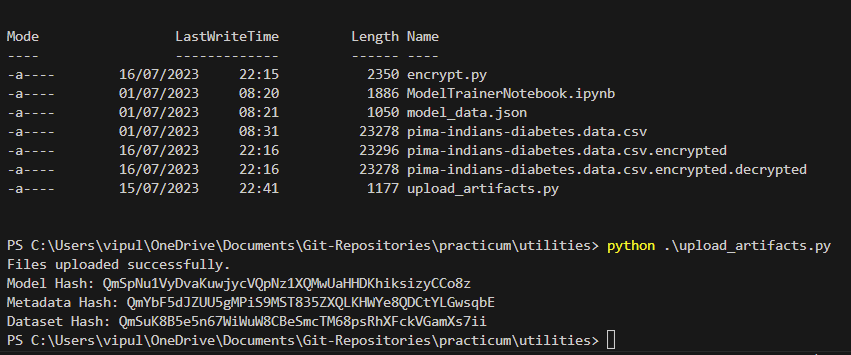 Mode LastWriteTime Length Name
---- ------------- ------ ----
-a---- 16/07/2023 22:15 2350 encrypt.py
-a---- 01/07/2023 08:20 1886 ModelTrainerNotebook.ipynb
-a---- 01/07/2023 08:21 1050 model_data.json
-a---- 01/07/2023 08:31 23278 pima-indians-diabetes.data.csv
-a---- 16/07/2023 22:16 23296 pima-indians-diabetes.data.csv.encrypted
-a---- 16/07/2023 22:16 23278 pima-indians-diabetes.data.csv.encrypted.decrypted
-a---- 15/07/2023 22:41 1177 upload_artifacts.py
PS C:\Users\vipul\OneDrive\Documents\Git-Repositories\practicum\utilities> python .\upload_artifacts.py
Files uploaded successfully.
Model Hash: QmSpNu1VyDvaKuwjycVQpNz1XQMwUaHHDKhiksizyCCo8z
Metadata Hash: QmYbF5dJZUU5gMPiS9MST835ZXQLKHWYe8QDCtYLGwsqbE
Dataset Hash: QmSuK8B5e5n67WiWuW8CBeSmcTM68psRhXFckVGamXs7ii
PS C:\Users\vipul\OneDrive\Documents\Git-Repositories\practicum\utilities>